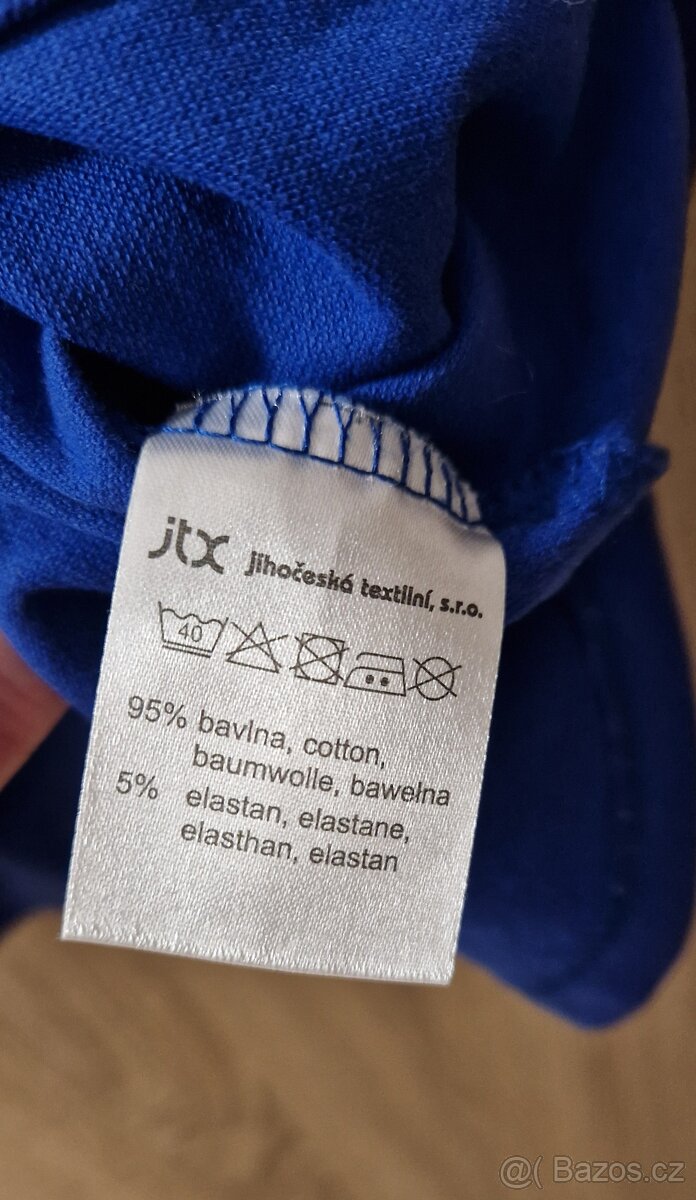 jtx jihočeská textilní, s.r.o.
40
95% bavlna, cotton,
baumwolle, bawełna
5% elastan, elastane,
elasthan, elastan
@( Bazos.cz